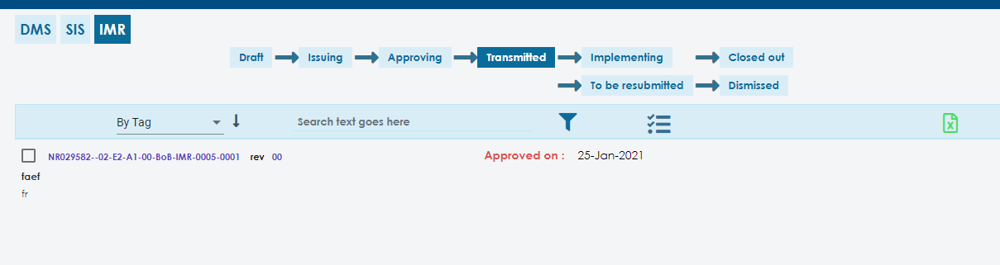 DMS SIS IMR
Draft Issuing Approving Transmitted Implementing Closed out
To be resubmitted Dismissed
By Tag Search text goes here
NR029582--02-E2-A1-00-BoB-IMR-0005-0001 rev 00 Approved on : 25-Jan-2021
faef
fr